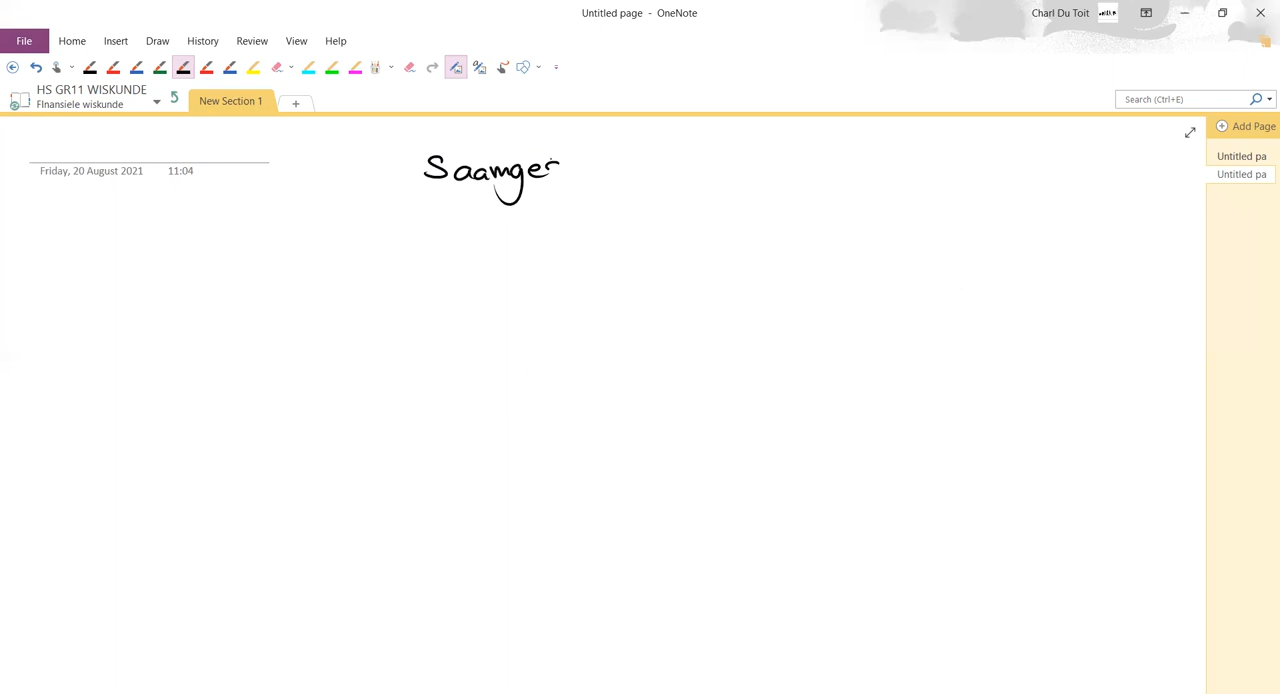 Untitled page - OneNote
Charl Du Toit
File Home Insert Draw History Review View Help
HS GR11 WISKUNDE
FInansiele wiskunde
New Section 1
Search (Ctrl+E)
Add Page
Untitled pa
Untitled pa
Friday, 20 August 2021 11:04
Saamger